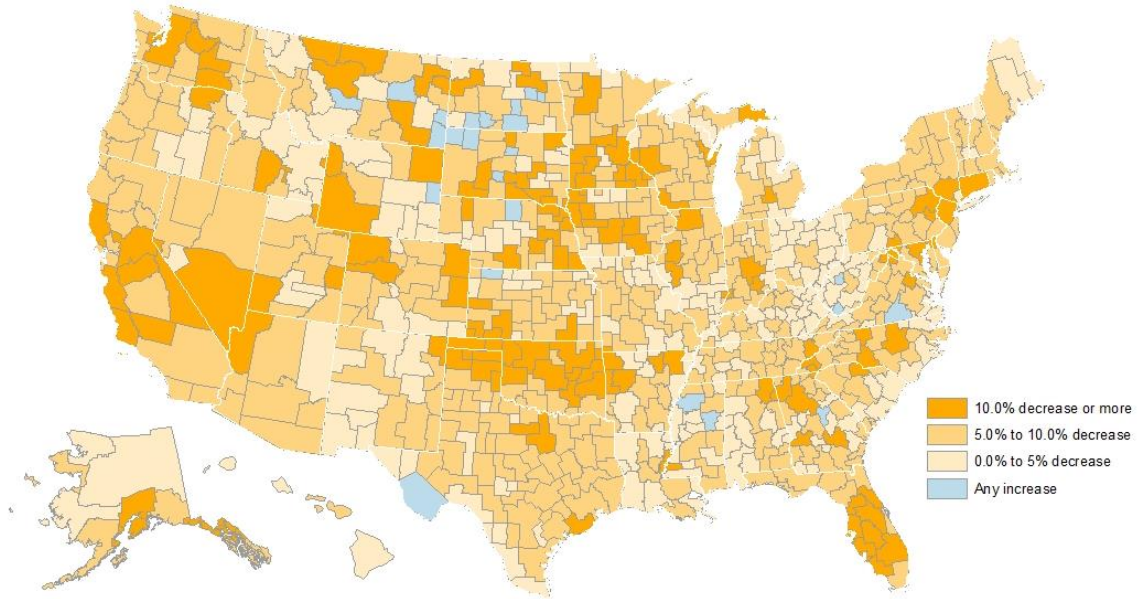 10.0% decrease or more
5.0% to 10.0% decrease
0.0% to 5% decrease
Any increase